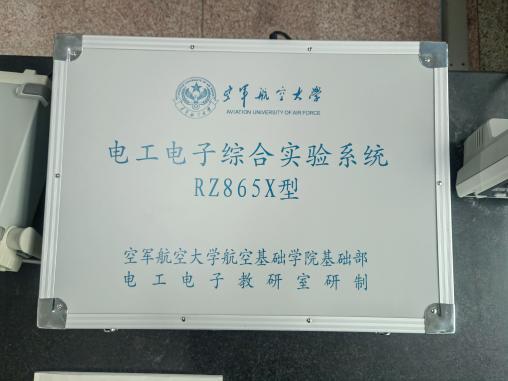 空军航空大学
AVIATION UNIVERSITY OF AIR FORCE
电工电子综合实验系统
RZ865X型
空军航空大学航空基础学院基础部
电工电子教研室研制